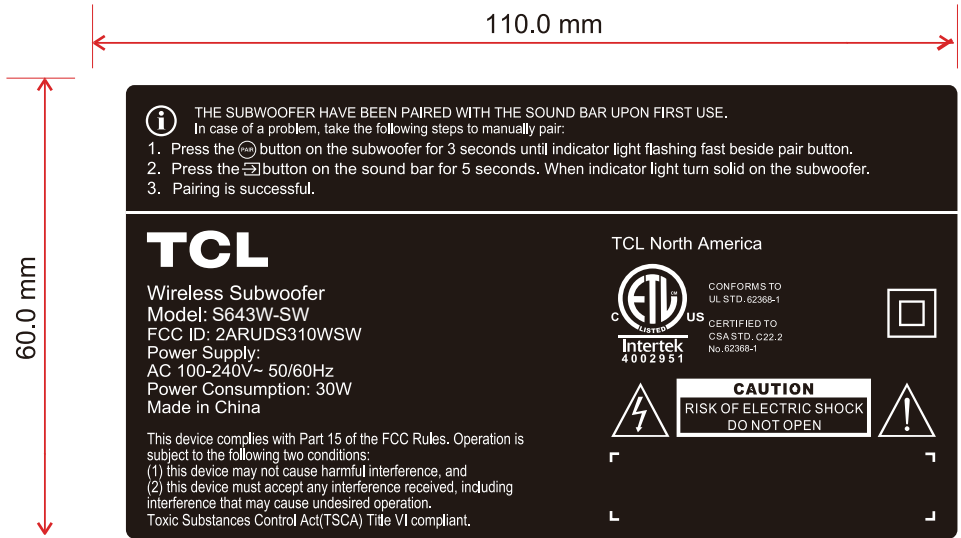 110.0 mm
60.0 mm
THE SUBWOOFER HAVE BEEN PAIRED WITH THE SOUND BAR UPON FIRST USE.
In case of a problem, take the following steps to manually pair:
1. Press the PAIR button on the subwoofer for 3 seconds until indicator light flashing fast beside pair button.
2. Press the button on the sound bar for 5 seconds. When indicator light turn solid on the subwoofer.
3. Pairing is successful.
TCL
Wireless Subwoofer
Model: S643W-SW
FCC ID: 2ARUDS310WSW
Power Supply:
AC 100-240V~ 50/60Hz
Power Consumption: 30W
Made in China
This device complies with Part 15 of the FCC Rules. Operation is
subject to the following two conditions:
(1) this device may not cause harmful interference, and
(2) this device must accept any interference received, including
interference that may cause undesired operation.
Toxic Substances Control Act(TSCA) Title VI compliant.
TCL North America
ETL CM
C LISTED US
Intertek
4002951
CONFORMS TO
UL STD. 62368-1
CERTIFIED TO
CSA STD. C22.2
No. 62368-1
CAUTION
RISK OF ELECTRIC SHOCK
DO NOT OPEN